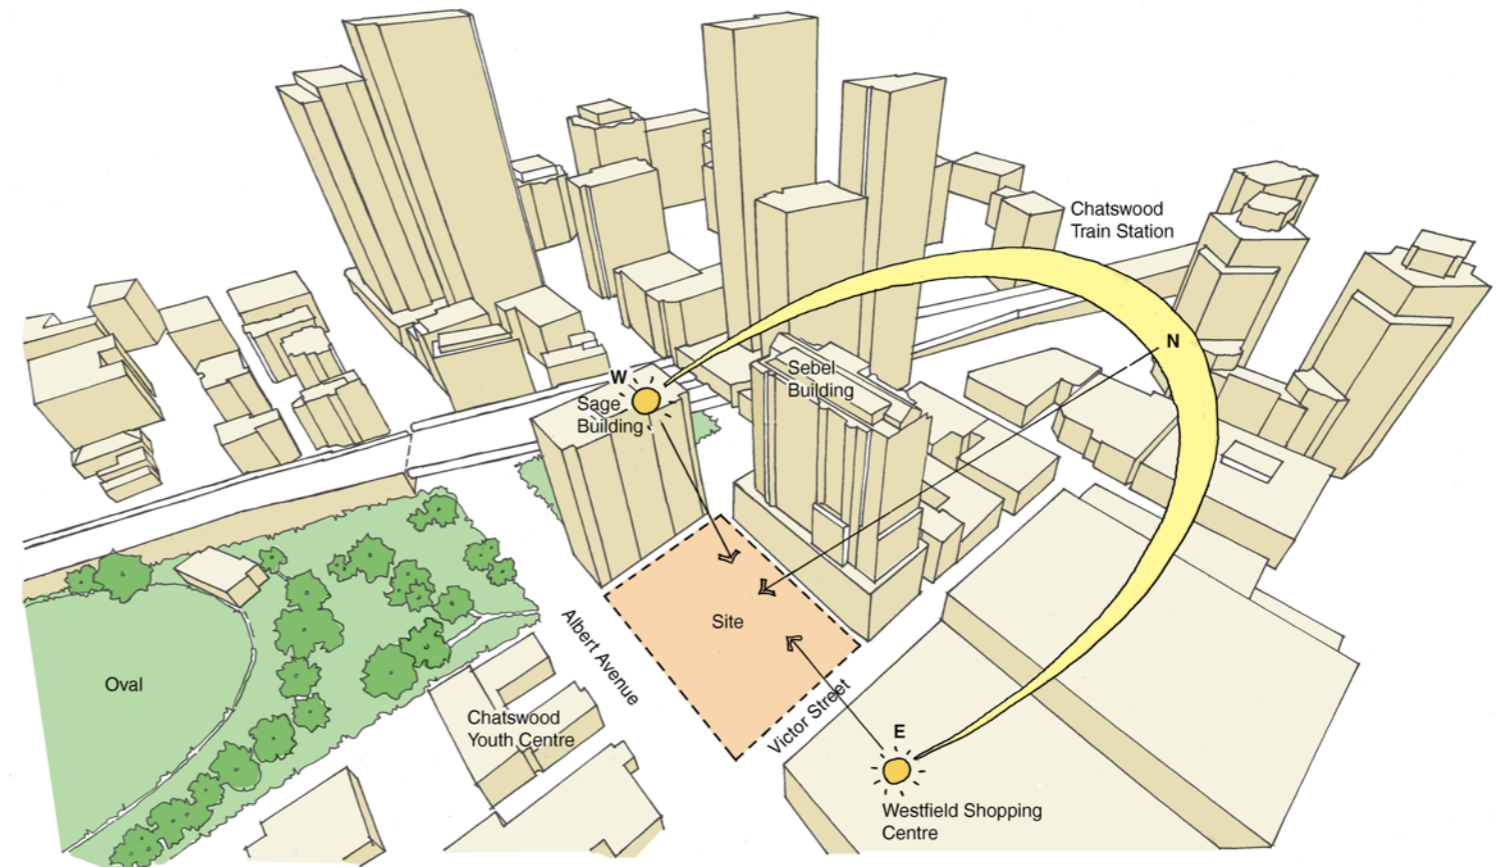 Chatswood
Train Station
N
Sebel
Building
W
Sage
Building
Site
Albert Avenue
Oval
Chatswood
Youth Centre
Victor Street
E
Westfield Shopping
Centre